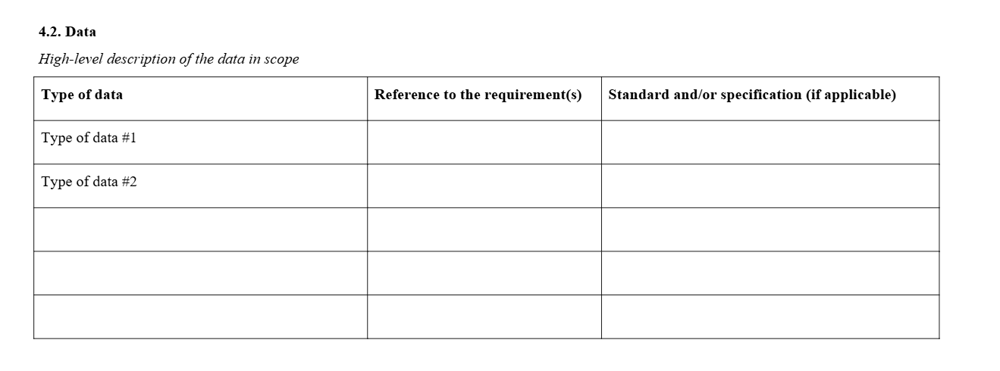 4.2. Data
High-level description of the data in scope
Type of data Reference to the requirement(s) Standard and/or specification (if applicable)
Type of data #1
Type of data #2